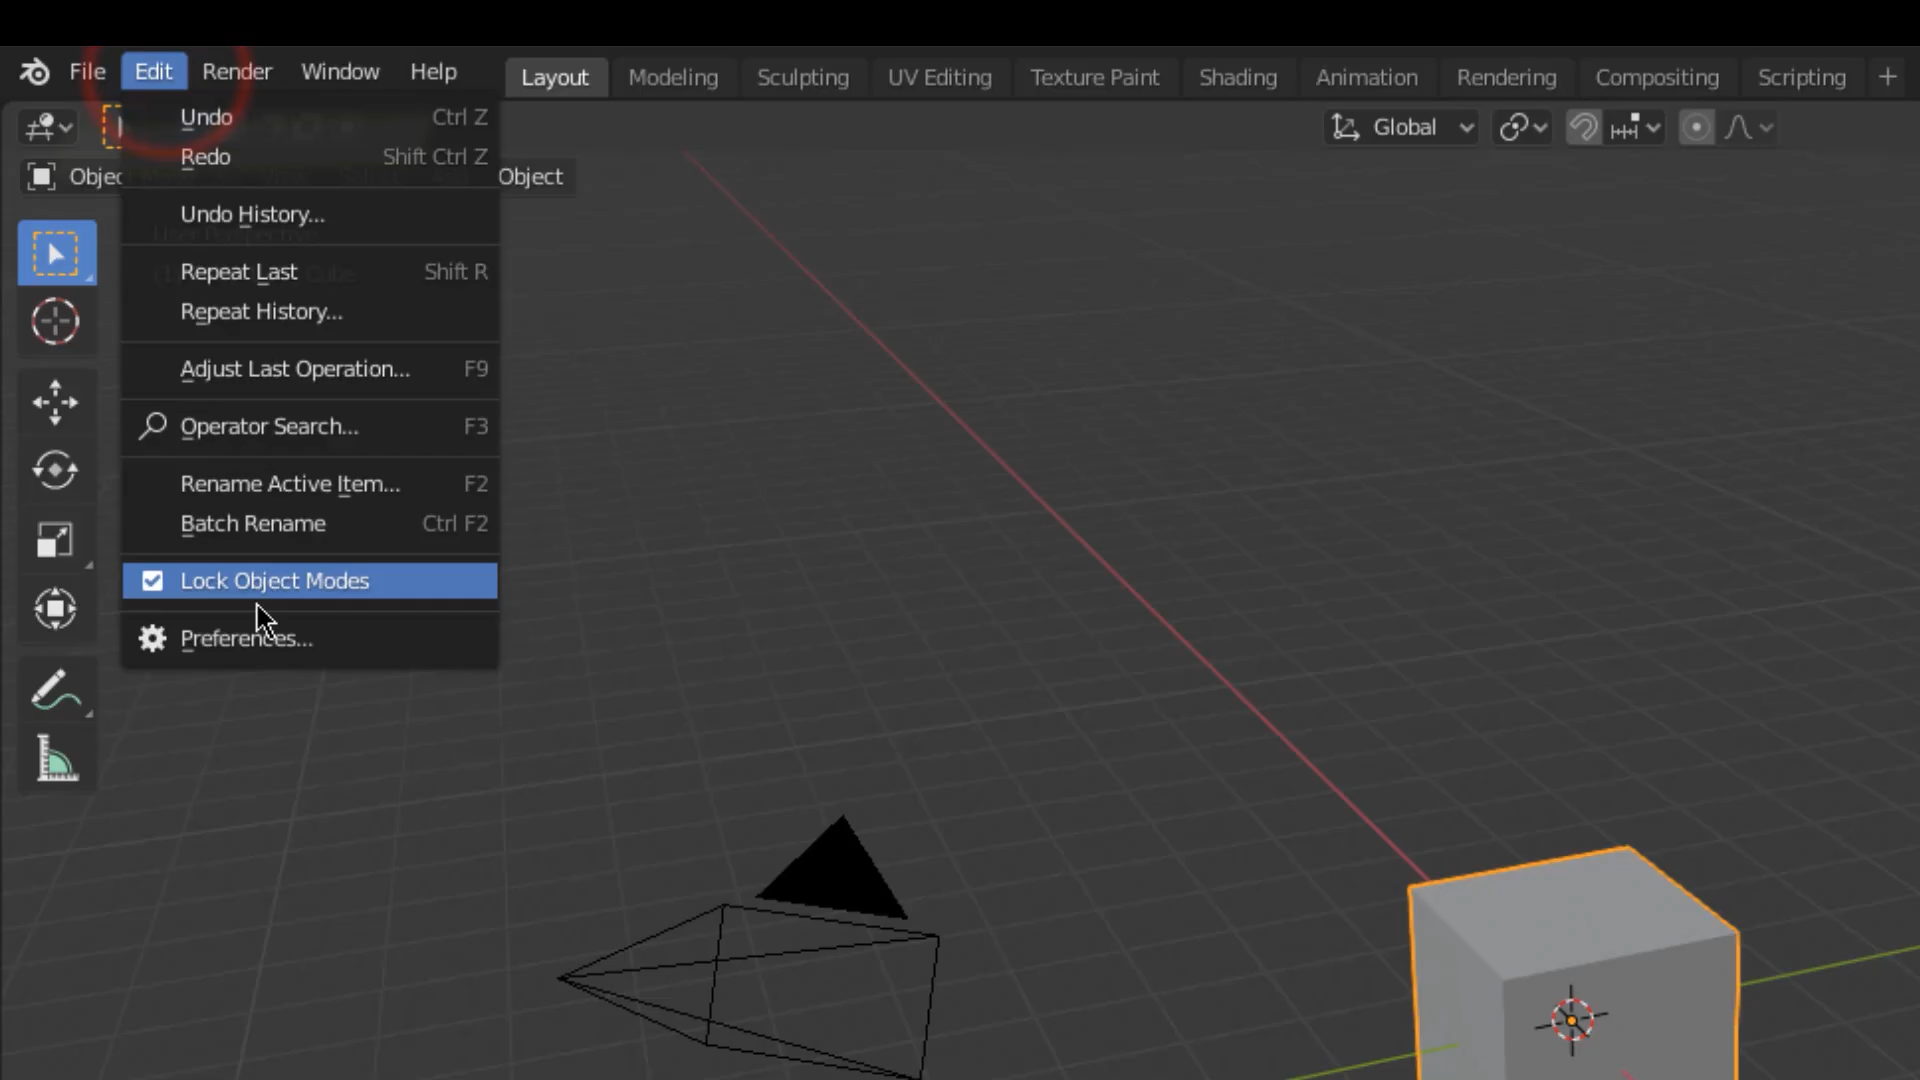 File Edit Render Window Help Layout Modeling Sculpting UV Editing Texture Paint Shading Animation Rendering Compositing Scripting +
Global
Object
Undo Ctrl Z
Redo Shift Ctrl Z
Undo History...
Repeat Last Shift R
Repeat History...
Adjust Last Operation... F9
Operator Search... F3
Rename Active Item... F2
Batch Rename Ctrl F2
Lock Object Modes
Preferences...